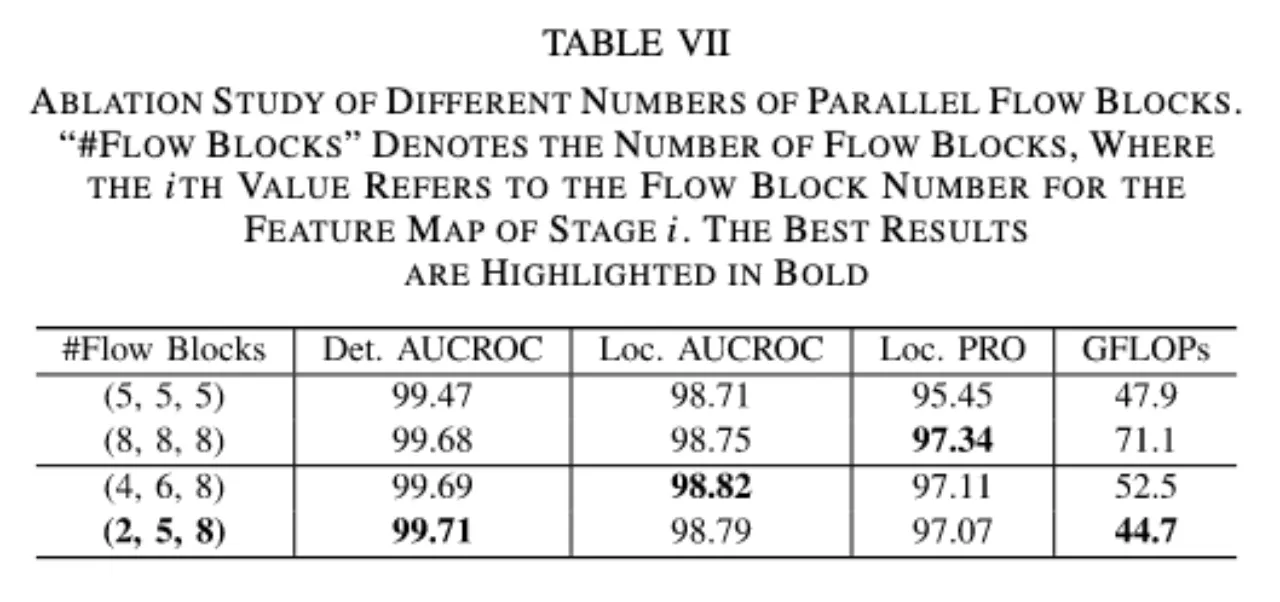 TABLE VII
ABLATION STUDY OF DIFFERENT NUMBERS OF PARALLEL FLOW BLOCKS.
“#FLOW BLOCKS” DENOTES THE NUMBER OF FLOW BLOCKS, WHERE
THE iTH VALUE REFERS TO THE FLOW BLOCK NUMBER FOR THE
FEATURE MAP OF STAGE i. THE BEST RESULTS
ARE HIGHLIGHTED IN BOLD
#Flow Blocks Det. AUCROC Loc. AUCROC Loc. PRO GFLOPs
(5, 5, 5) 99.47 98.71 95.45 47.9
(8, 8, 8) 99.68 98.75 97.34 71.1
(4, 6, 8) 99.69 98.82 97.11 52.5
(2, 5, 8) 99.71 98.79 97.07 44.7